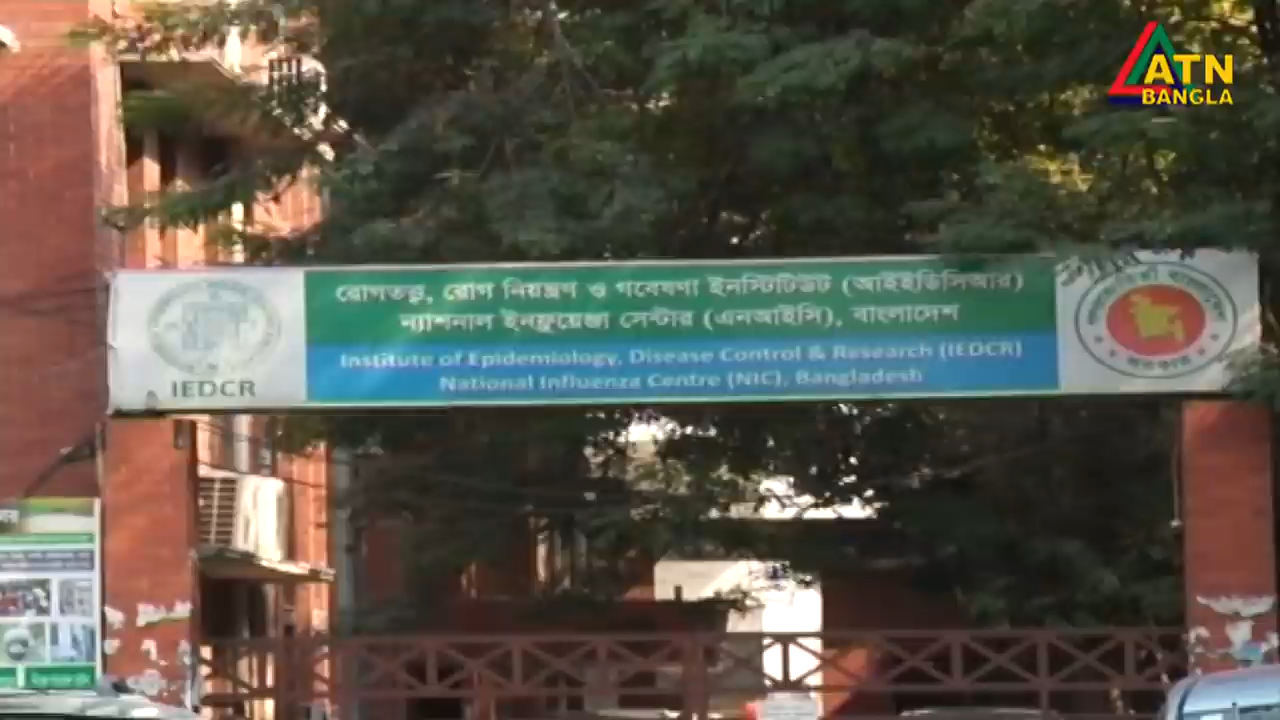 ATN
BANGLA
রোগতত্ত্ব, রোগ নিয়ন্ত্রণ ও গবেষণা ইনস্টিটিউট (আইইডিসিআর)
ন্যাশনাল ইনফ্লুয়েঞ্জা সেন্টার (এনআইসি), বাংলাদেশ
Institute of Epidemiology, Disease Control & Research (IEDCR)
National Influenza Centre (NIC), Bangladesh
IEDCR